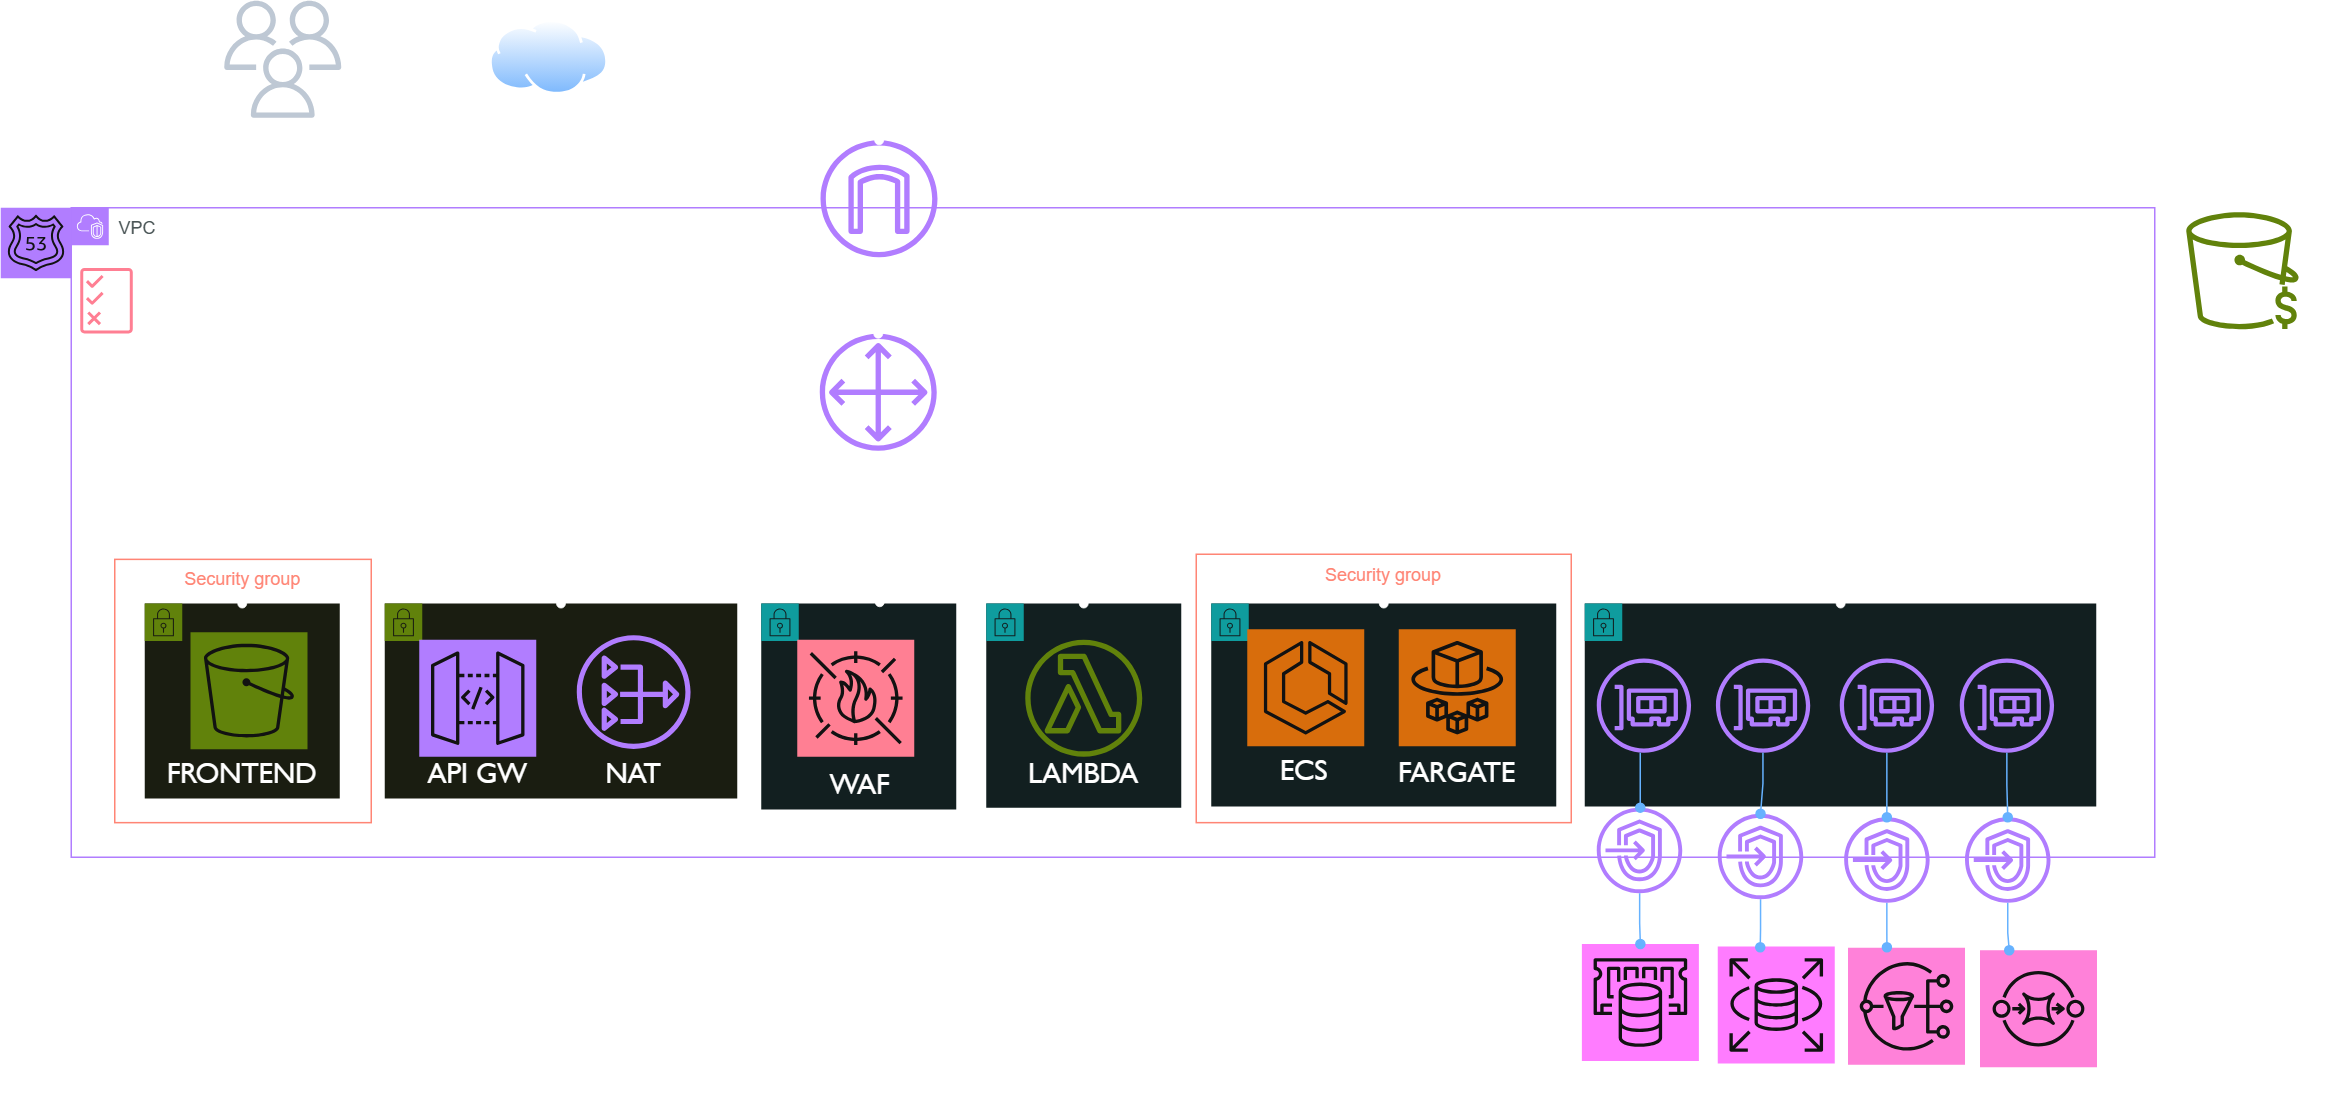 53
VPC
Security group
Security group
FRONTEND
API GW
NAT
WAF
LAMBDA
ECS
FARGATE
$